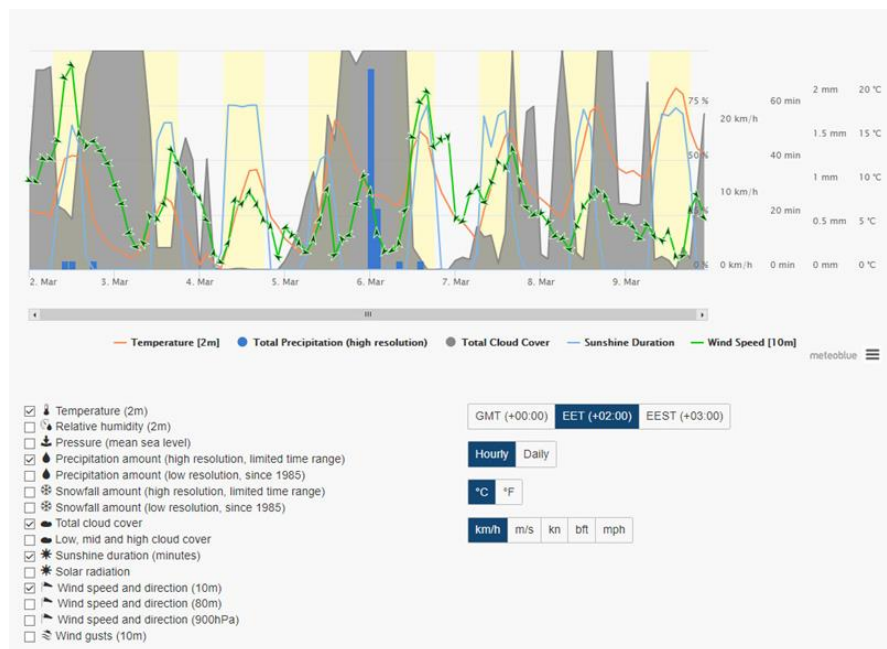 75 %
50 %
0 %
20 km/h
10 km/h
0 km/h
60 min
40 min
20 min
0 min
2 mm
1.5 mm
1 mm
0.5 mm
0 mm
20 °C
15 °C
10 °C
5 °C
0 °C
2. Mar
3. Mar
4. Mar
5. Mar
6. Mar
7. Mar
8. Mar
9. Mar
Temperature [2m] Total Precipitation (high resolution) Total Cloud Cover Sunshine Duration Wind Speed [10m]
meteoblue
Temperature (2m)
Relative humidity (2m)
Pressure (mean sea level)
Precipitation amount (high resolution, limited time range)
Precipitation amount (low resolution, since 1985)
Snowfall amount (high resolution, limited time range)
Snowfall amount (low resolution, since 1985)
Total cloud cover
Low, mid and high cloud cover
Sunshine duration (minutes)
Solar radiation
Wind speed and direction (10m)
Wind speed and direction (80m)
Wind speed and direction (900hPa)
Wind gusts (10m)
GMT (+00:00) EET (+02:00) EEST (+03:00)
Hourly Daily
°C °F
km/h m/s kn bft mph